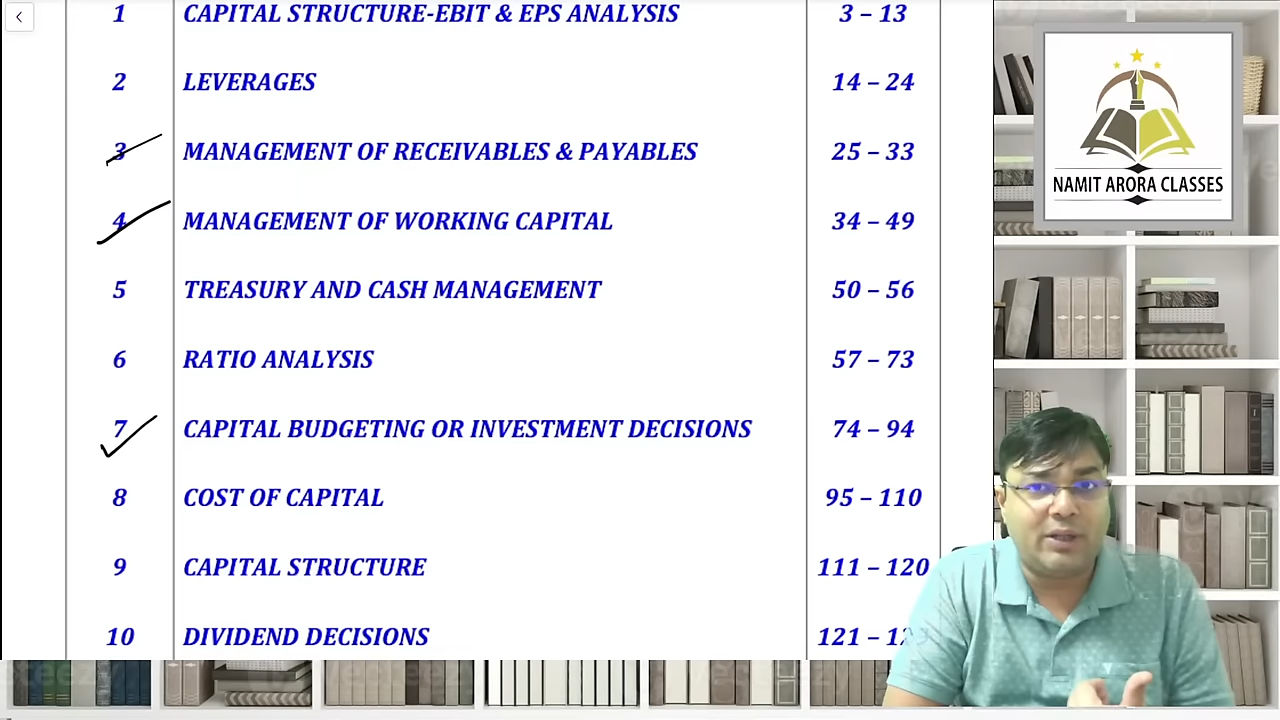 1 CAPITAL STRUCTURE-EBIT & EPS ANALYSIS 3 – 13
2 LEVERAGES 14 – 24
3 MANAGEMENT OF RECEIVABLES & PAYABLES 25 – 33
4 MANAGEMENT OF WORKING CAPITAL 34 – 49
5 TREASURY AND CASH MANAGEMENT 50 – 56
6 RATIO ANALYSIS 57 – 73
7 CAPITAL BUDGETING OR INVESTMENT DECISIONS 74 – 94
8 COST OF CAPITAL 95 – 110
9 CAPITAL STRUCTURE 111 – 120
10 DIVIDEND DECISIONS 121 –
NAMIT ARORA CLASSES